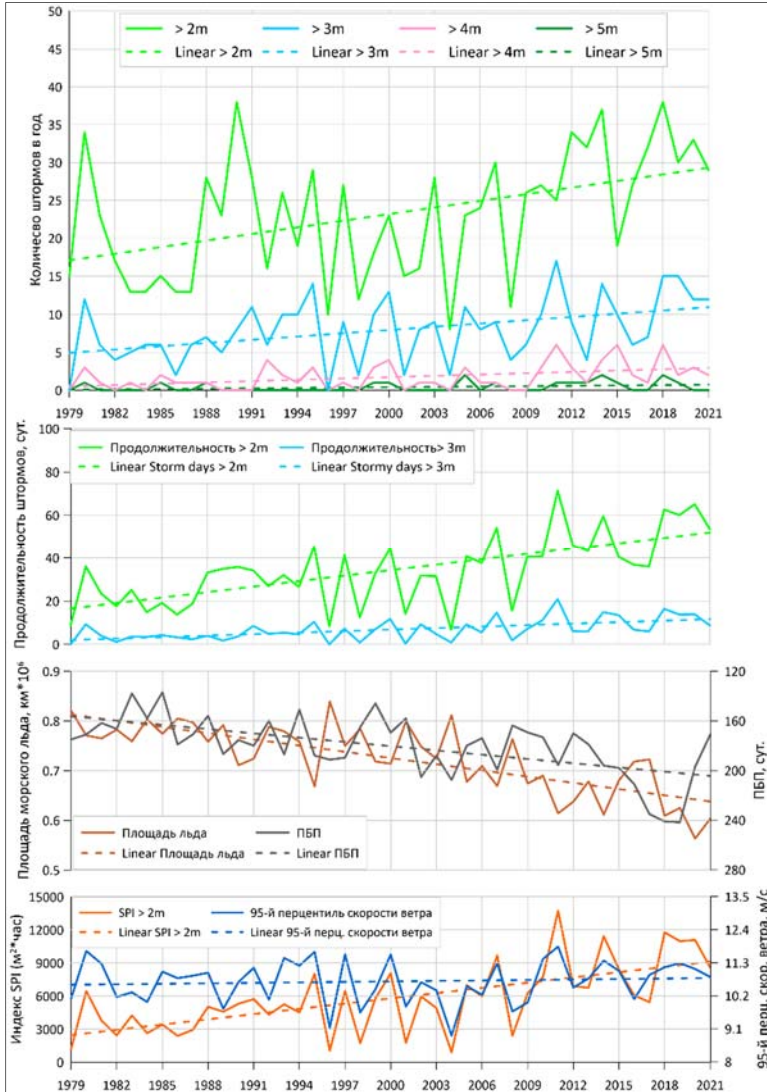 50
45
40
35
30
25
20
15
10
5
0
Количесво штормов в год
> 2m > 3m > 4m > 5m
Linear > 2m Linear > 3m Linear > 4m Linear > 5m
1979 1982 1985 1988 1991 1994 1997 2000 2003 2006 2009 2012 2015 2018 2021
100
80
60
40
20
0
Продолжительность штормов, сут.
Продолжительность > 2m Продолжительность> 3m
Linear Storm days > 2m Linear Stormy days > 3m
0.9
0.8
0.7
0.6
0.5
Площадь морского льда, км*10⁶
120
160
200
240
280
ПБП, сут.
Площадь льда ПБП
Linear Площадь льда Linear ПБП
15000
12000
9000
6000
3000
0
Индекс SPI (м²*час)
13.5
12.4
11.3
10.2
9.1
8
95-й перц. скор. ветра, м/с
SPI > 2m 95-й перцентиль скорости ветра
Linear SPI > 2m Linear 95-й перц. скорости ветра
1979 1982 1985 1988 1991 1994 1997 2000 2003 2006 2009 2012 2015 2018 2021